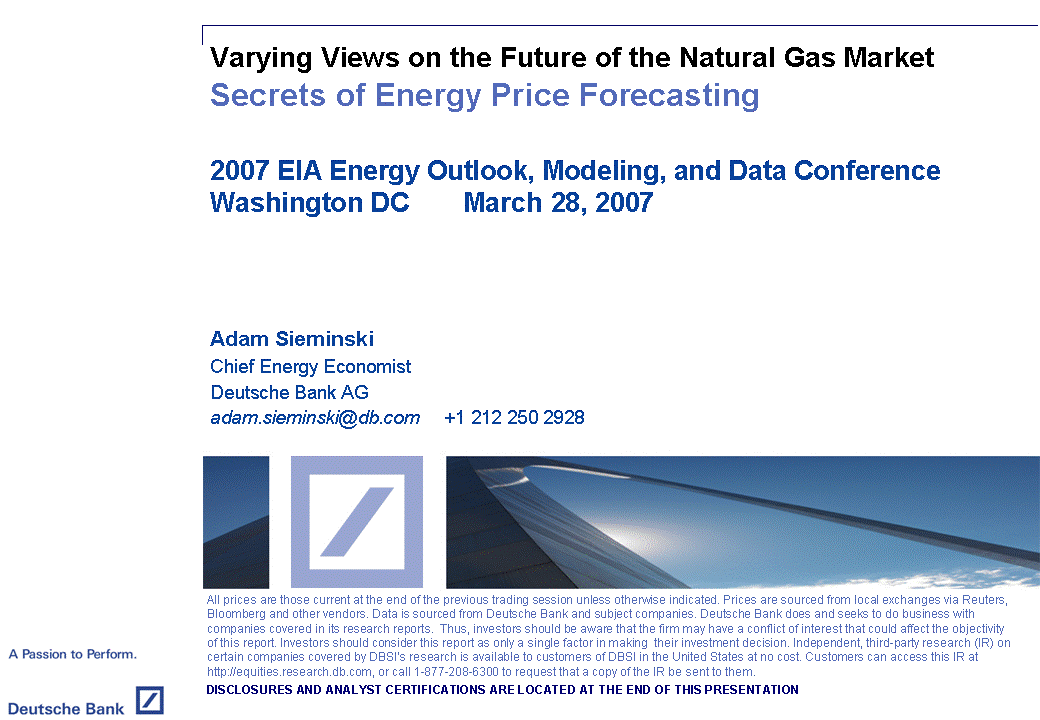 Varying Views on the Future of the Natural Gas Market
Secrets of Energy Price Forecasting
2007 EIA Energy Outlook, Modeling, and Data Conference
Washington DC March 28, 2007
Adam Sieminski
Chief Energy Economist
Deutsche Bank AG
adam.sieminski@db.com +1 212 250 2928
All prices are those current at the end of the previous trading session unless otherwise indicated. Prices are sourced from local exchanges via Reuters,
Bloomberg and other vendors. Data is sourced from Deutsche Bank and subject companies. Deutsche Bank does and seeks to do business with
companies covered in its research reports. Thus, investors should be aware that the firm may have a conflict of interest that could affect the objectivity
of this report. Investors should consider this report as only a single factor in making their investment decision. Independent, third-party research (IR) on
certain companies covered by DBSI's research is available to customers of DBSI in the United States at no cost. Customers can access this IR at
http://equities.research.db.com, or call 1-877-208-6300 to request that a copy of the IR be sent to them.
DISCLOSURES AND ANALYST CERTIFICATIONS ARE LOCATED AT THE END OF THIS PRESENTATION
A Passion to Perform.
Deutsche Bank